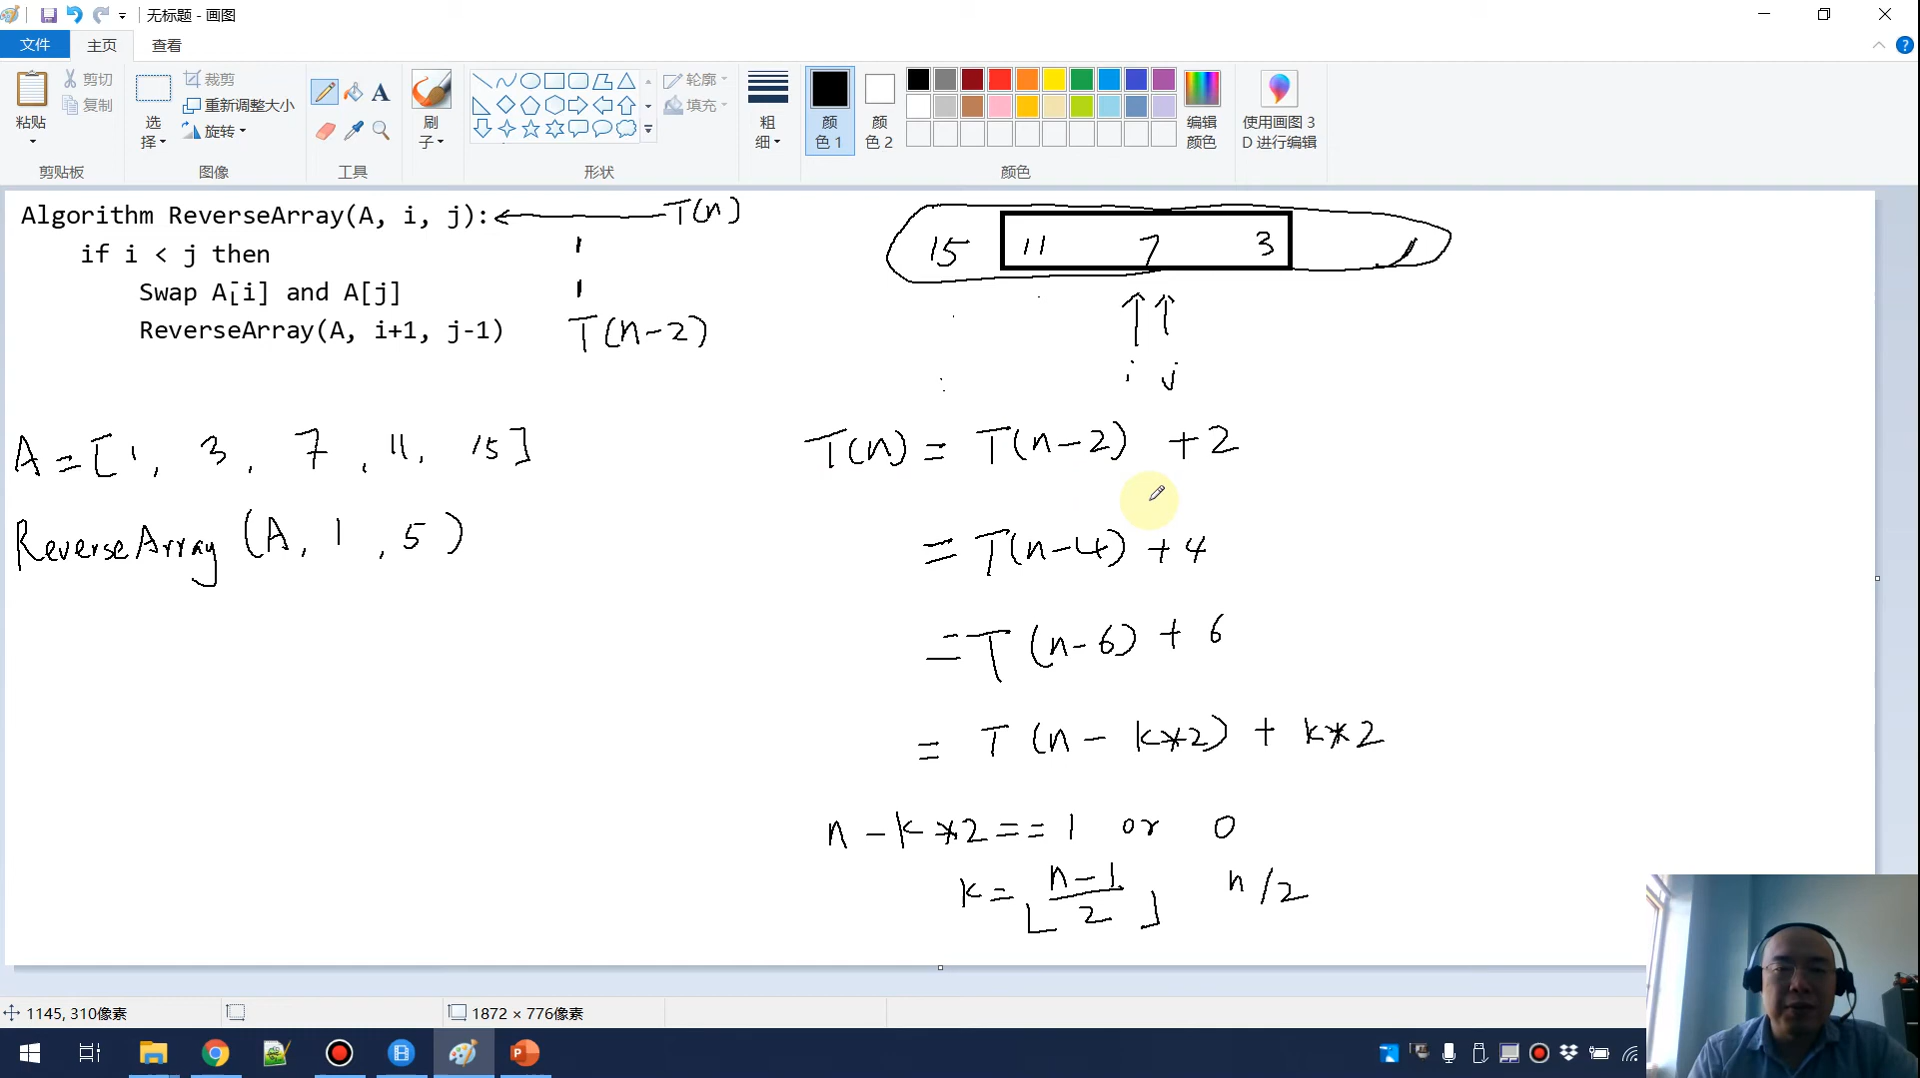 无标题 - 画图
文件 主页 查看
粘贴 剪切 复制
剪贴板
选择 裁剪 重新调整大小 旋转
图像
A
工具
刷子
轮廓 填充
形状
粗细
颜色 1 颜色 2
编辑颜色
颜色
使用画图 3D 进行编辑
Algorithm ReverseArray(A, i, j): T(n)
if i < j then 1
Swap A[i] and A[j] 1
ReverseArray(A, i+1, j-1) T(n-2)
A = [1, 3, 7, 11, 15]
ReverseArray (A, 1, 5)
15 11 7 3 1
i j
T(n) = T(n-2) + 2
= T(n-4) + 4
= T(n-6) + 6
= T(n - k*2) + k*2
n - k*2 == 1 or 0
k = ⌊(n-1)/2⌋ n/2
1145, 310像素
1872 × 776像素